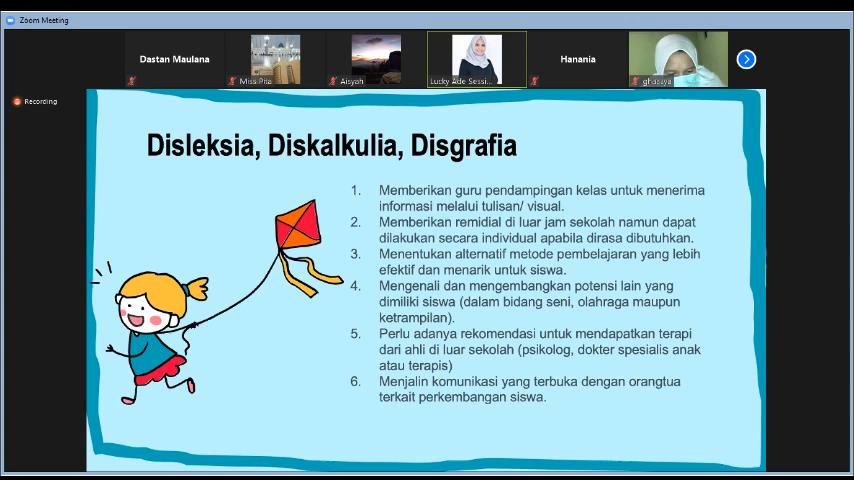 Zoom Meeting
Dastan Maulana
Miss Pita
Aisyah
Lucky Ade Sessi...
Hanania
ghasaya
Recording
Disleksia, Diskalkulia, Disgrafia
1. Memberikan guru pendampingan kelas untuk menerima
informasi melalui tulisan/ visual.
2. Memberikan remidial di luar jam sekolah namun dapat
dilakukan secara individual apabila dirasa dibutuhkan.
3. Menentukan alternatif metode pembelajaran yang lebih
efektif dan menarik untuk siswa.
4. Mengenali dan mengembangkan potensi lain yang
dimiliki siswa (dalam bidang seni, olahraga maupun
ketrampilan).
5. Perlu adanya rekomendasi untuk mendapatkan terapi
dari ahli di luar sekolah (psikolog, dokter spesialis anak
atau terapis)
6. Menjalin komunikasi yang terbuka dengan orangtua
terkait perkembangan siswa.